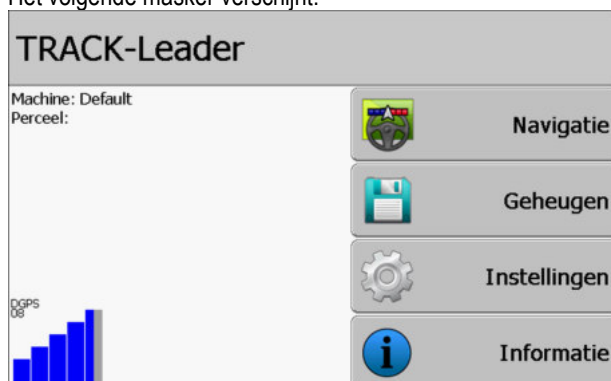 Het volgende masker verschijnt:
TRACK-Leader
Machine: Default
Perceel:
Navigatie
Geheugen
Instellingen
Informatie
DGPS
08